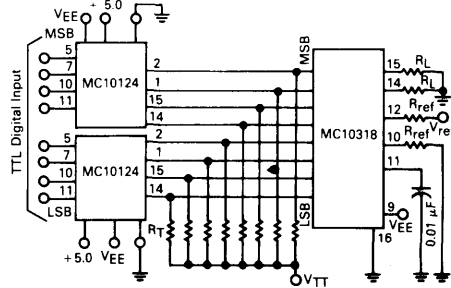 VEE
+ 5.0
MSB
TTL Digital Input
5
7
10
11
MC10124
2
1
15
14
5
7
10
11
LSB
MC10124
2
1
15
14
+5.0
VEE
RT
VTT
MSB
LSB
MC10318
15
RL
14
RL
12
Rref
Vre
10
Rref
11
9
VEE
16
0.01 µF